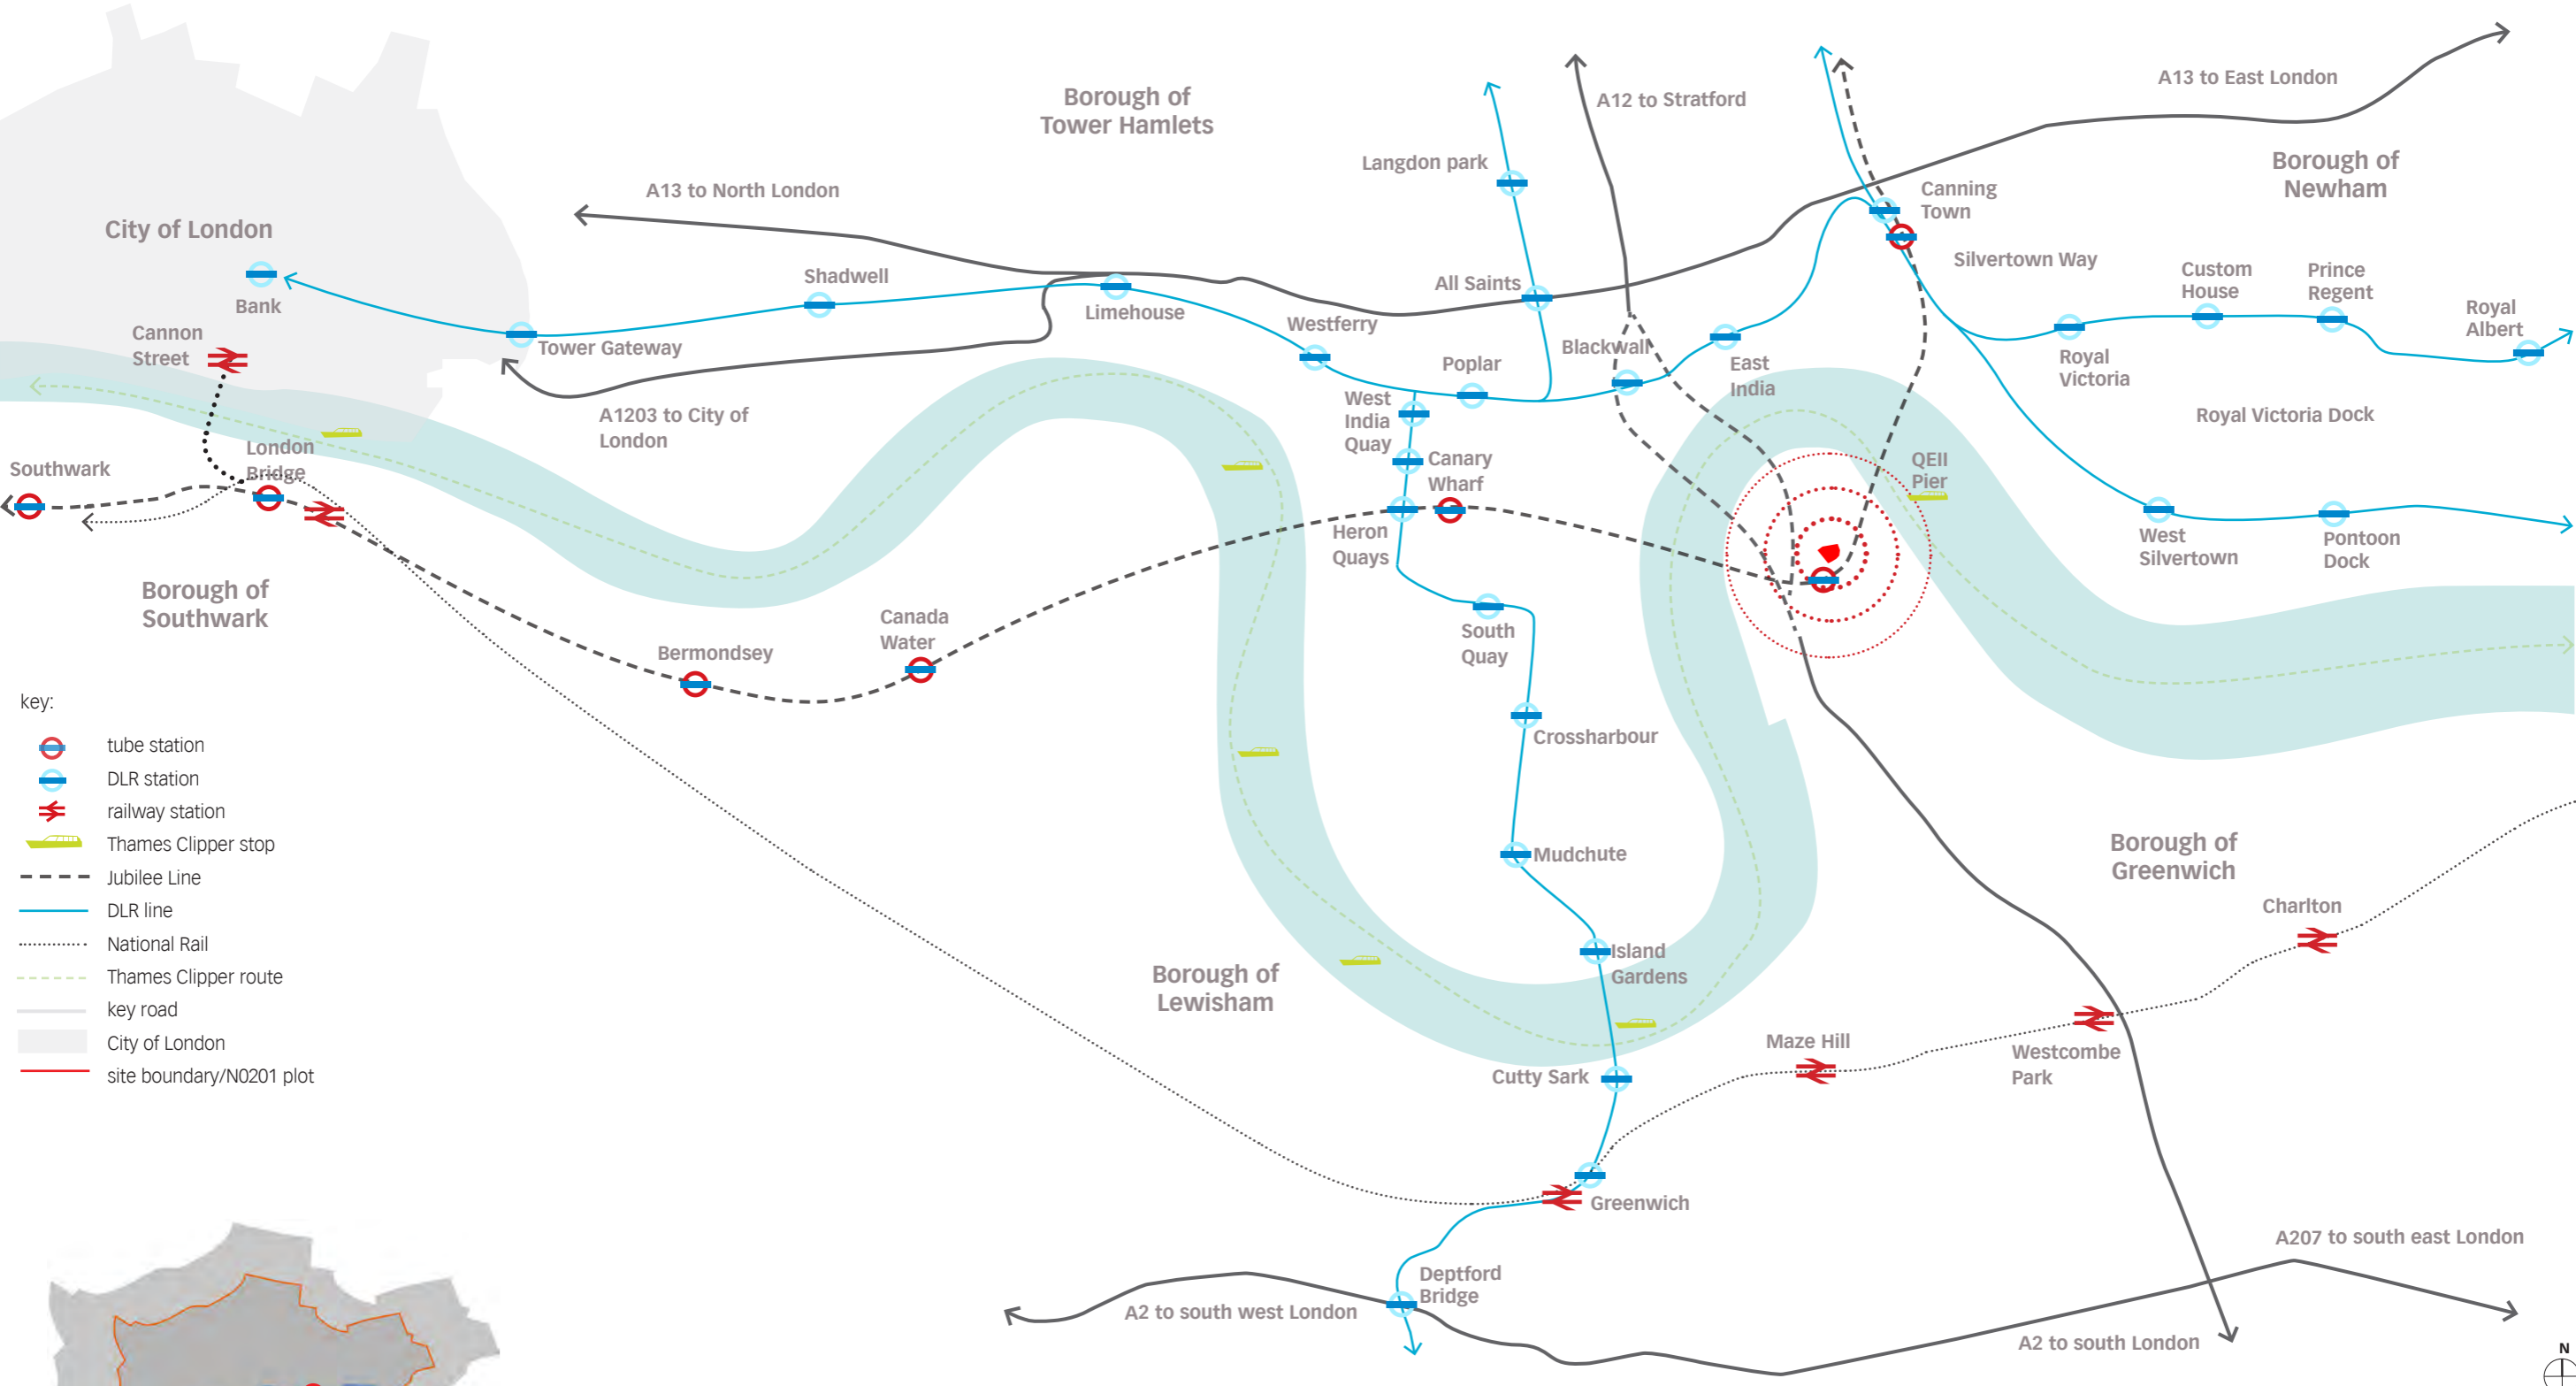 A13 to East London
Borough of
Tower Hamlets
A12 to Stratford
Langdon park
Borough of
Newham
A13 to North London
Canning
Town
City of London
Silvertown Way
Custom
House
Prince
Regent
Shadwell
All Saints
Royal
Albert
Bank
Limehouse
Westferry
Cannon
Street
Tower Gateway
Blackwall
Poplar
East
India
Royal
Victoria
West
India
Quay
A1203 to City of
London
Royal Victoria Dock
London
Bridge
Southwark
Canary
Wharf
QEII
Pier
Heron
Quays
West
Silvertown
Pontoon
Dock
Borough of
Southwark
Canada
Water
South
Quay
Bermondsey
Crossharbour
key:
tube station
DLR station
railway station
Thames Clipper stop
Jubilee Line
DLR line
National Rail
Thames Clipper route
key road
City of London
site boundary/N0201 plot
Mudchute
Borough of
Greenwich
Charlton
Island
Gardens
Borough of
Lewisham
Maze Hill
Westcombe
Park
Cutty Sark
Greenwich
A207 to south east London
Deptford
Bridge
A2 to south west London
A2 to south London
N